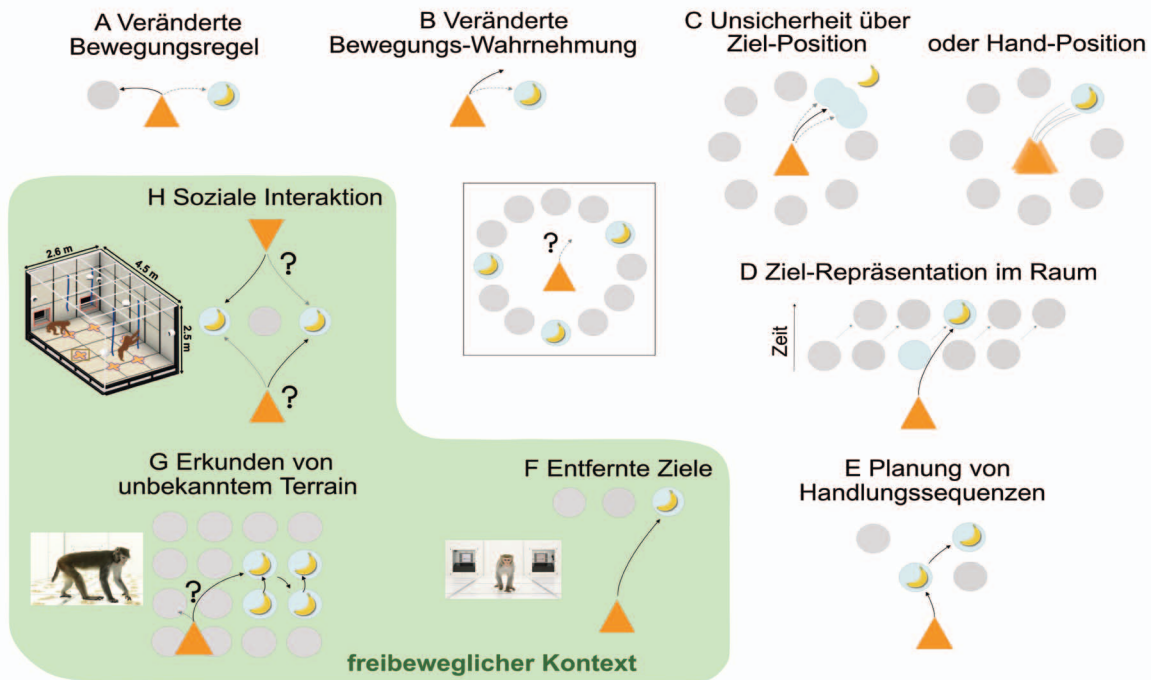 A Veränderte
Bewegungsregel
B Veränderte
Bewegungs-Wahrnehmung
C Unsicherheit über
Ziel-Position
oder Hand-Position
H Soziale Interaktion
?
?
2.6 m
4.5 m
2.5 m
?
D Ziel-Repräsentation im Raum
Zeit
G Erkunden von
unbekanntem Terrain
?
F Entfernte Ziele
E Planung von
Handlungssequenzen
freibeweglicher Kontext